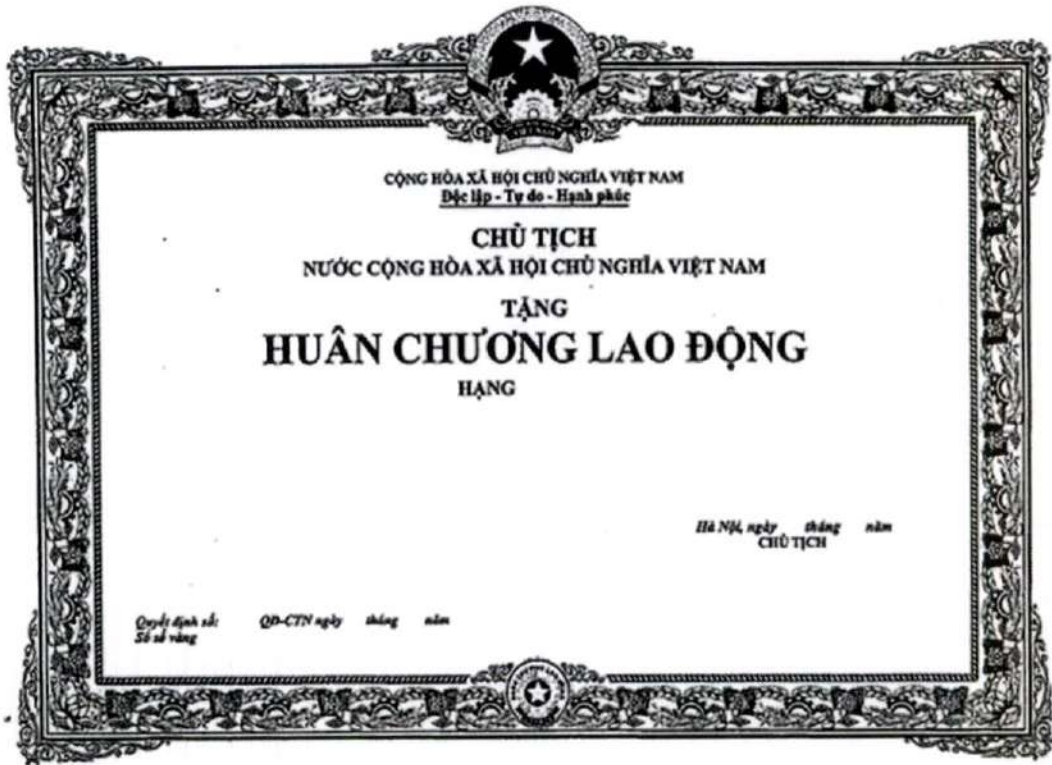 CỘNG HÒA XÃ HỘI CHỦ NGHĨA VIỆT NAM
Độc lập - Tự do - Hạnh phúc
CHỦ TỊCH
NƯỚC CỘNG HÒA XÃ HỘI CHỦ NGHĨA VIỆT NAM
TẶNG
HUÂN CHƯƠNG LAO ĐỘNG
HẠNG
Hà Nội, ngày tháng năm
CHỦ TỊCH
Quyết định số: QĐ-CTN ngày tháng năm
Số sổ vàng